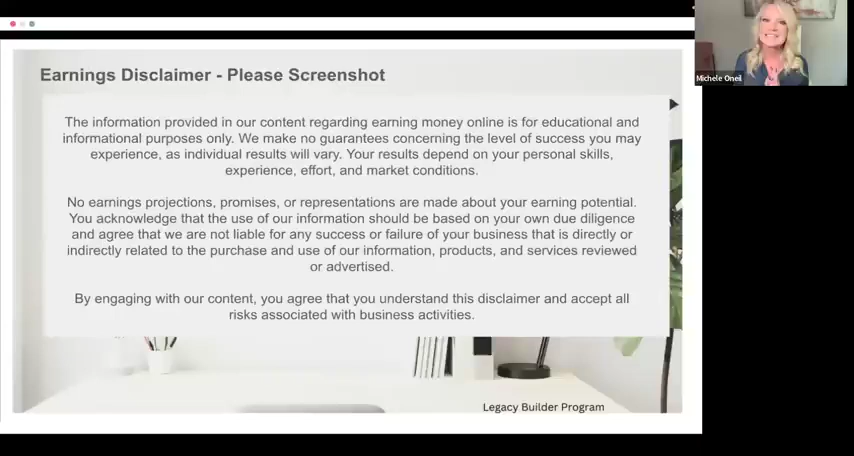 Earnings Disclaimer - Please Screenshot
The information provided in our content regarding earning money online is for educational and
informational purposes only. We make no guarantees concerning the level of success you may
experience, as individual results will vary. Your results depend on your personal skills,
experience, effort, and market conditions.
No earnings projections, promises, or representations are made about your earning potential.
You acknowledge that the use of our information should be based on your own due diligence
and agree that we are not liable for any success or failure of your business that is directly or
indirectly related to the purchase and use of our information, products, and services reviewed
or advertised.
By engaging with our content, you agree that you understand this disclaimer and accept all
risks associated with business activities.
Legacy Builder Program
Michele Oneil